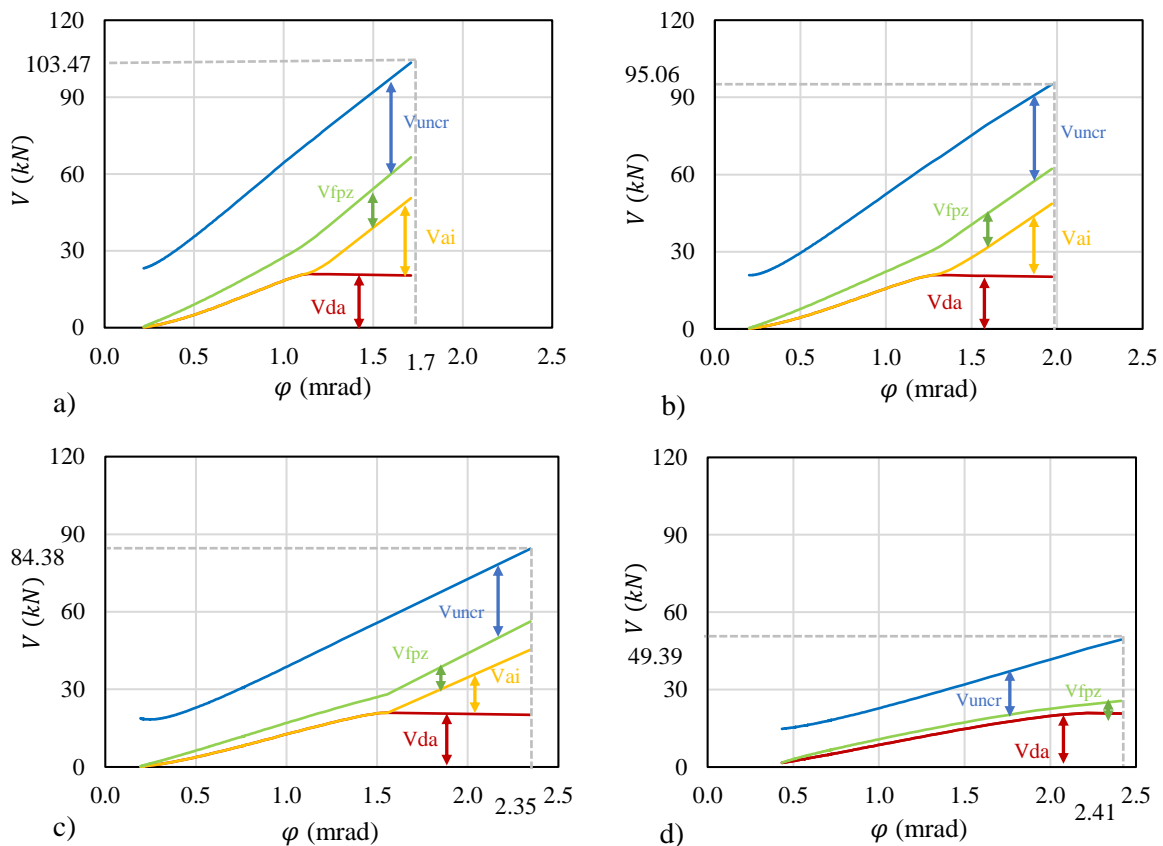 120
103.47
90
60
30
0
V (kN)
Vuncr
Vfpz
Vai
Vda
0.0 0.5 1.0 1.5 2.0 2.5
1.7
φ (mrad)
a)
120
95.06
90
60
30
0
V (kN)
Vuncr
Vfpz
Vai
Vda
0.0 0.5 1.0 1.5 2.0 2.5
φ (mrad)
b)
120
90
84.38
60
30
0
V (kN)
Vuncr
Vfpz
Vai
Vda
0.0 0.5 1.0 1.5 2.0 2.5
2.35
φ (mrad)
c)
120
90
60
49.39
30
0
V (kN)
Vuncr
Vfpz
Vda
0.0 0.5 1.0 1.5 2.0 2.5
2.41
φ (mrad)
d)